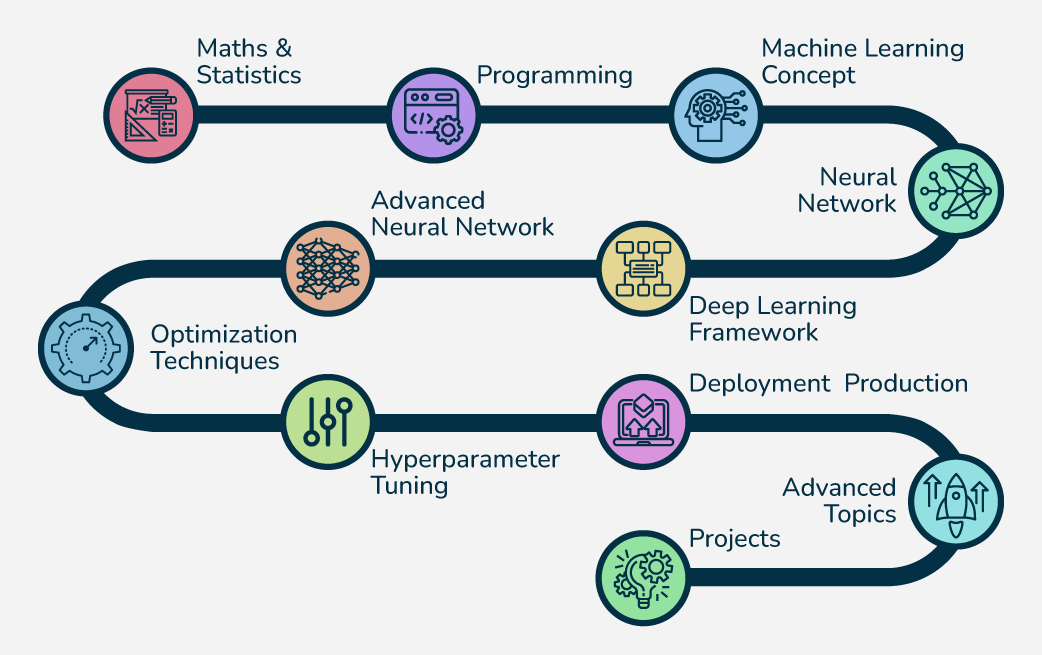 Maths &
Statistics
Programming
Machine Learning
Concept
Neural
Network
Deep Learning
Framework
Advanced
Neural Network
Optimization
Techniques
Hyperparameter
Tuning
Deployment  Production
Advanced
Topics
Projects